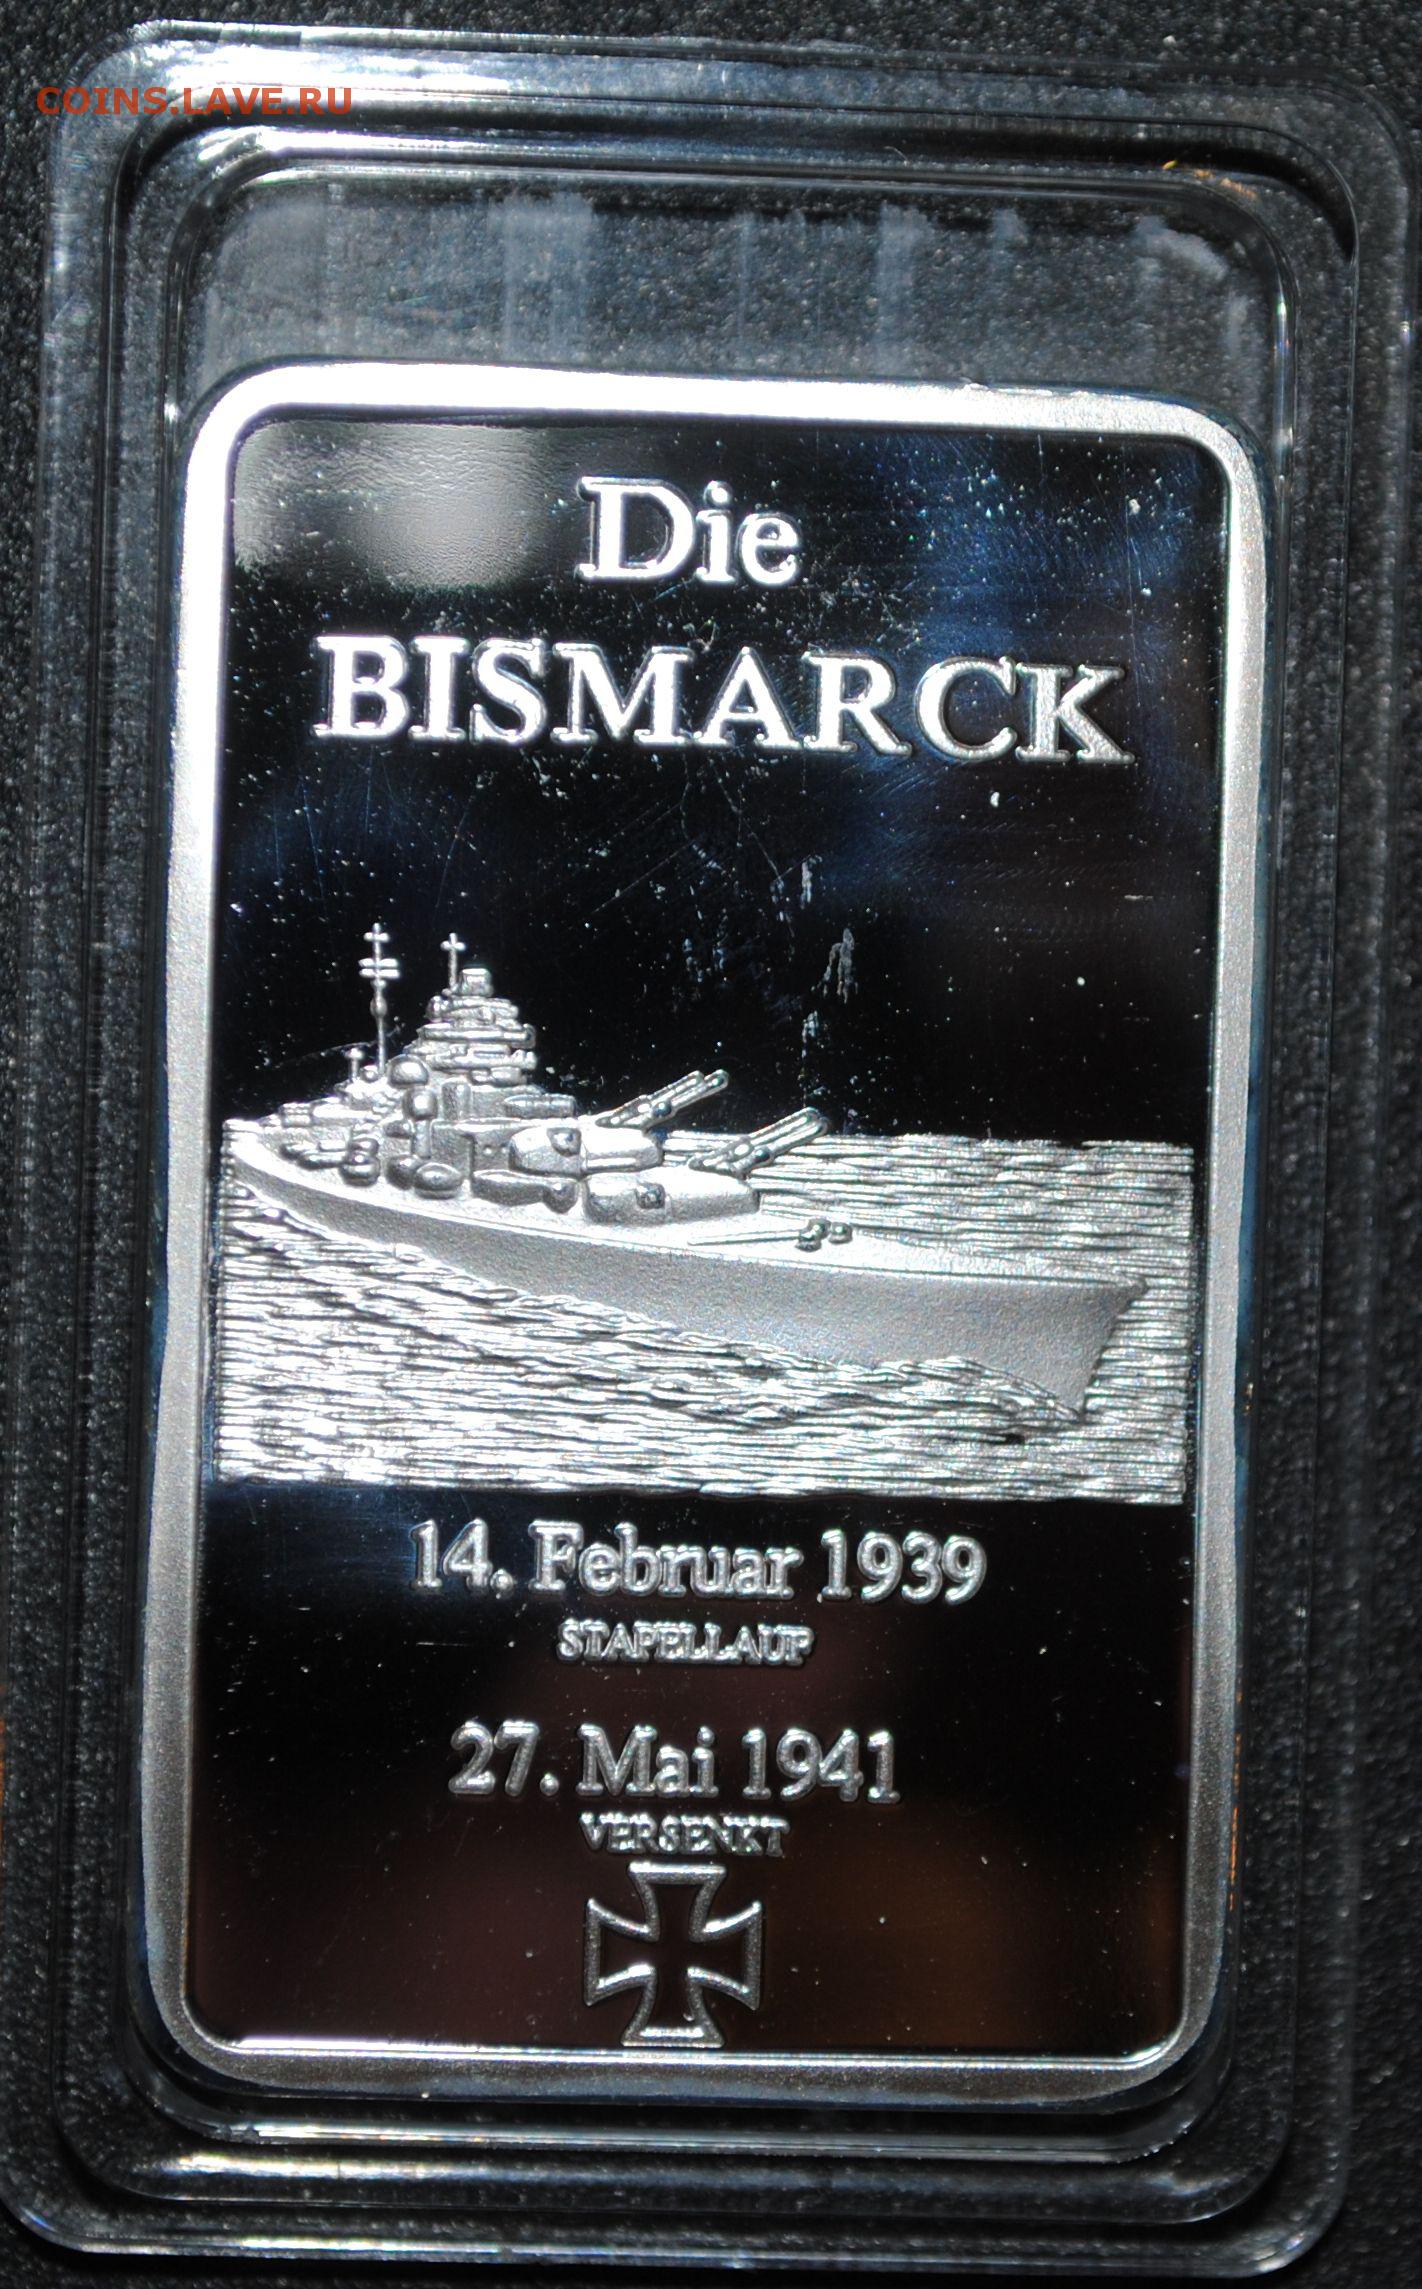 COINS.LAVE.RU
Die
BISMARCK
14. Februar 1939
STAPELLAUF
27. Mai 1941
VERSENKT